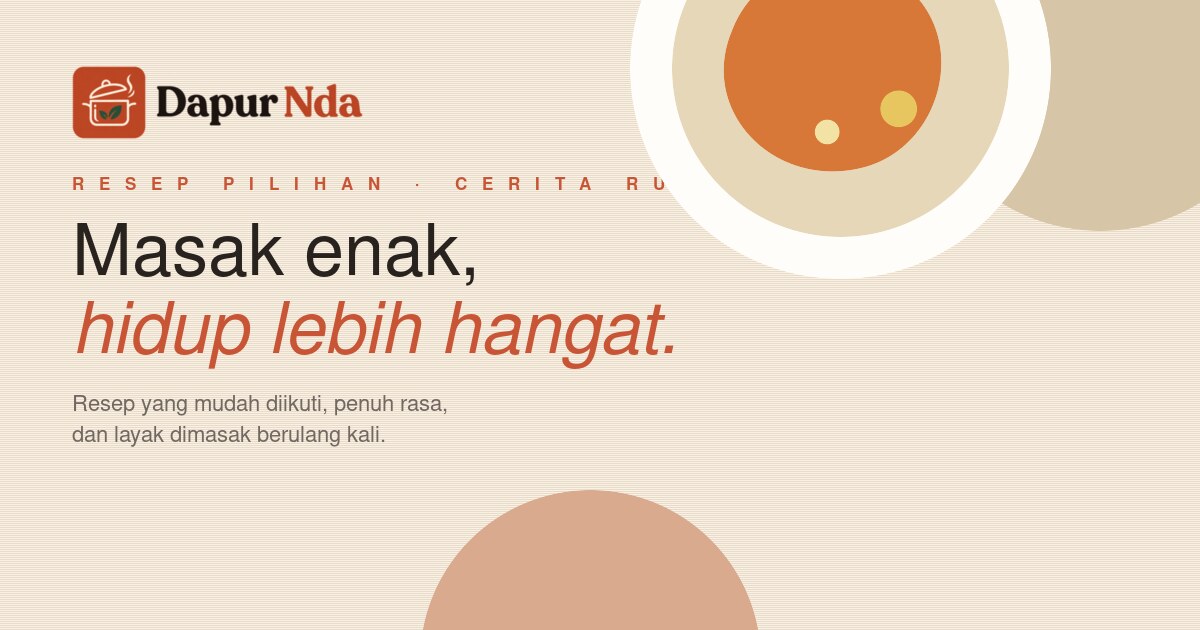 Dapur Nda
RESEP PILIHAN · CERITA
Masak enak,
hidup lebih hangat.
Resep yang mudah diikuti, penuh rasa,
dan layak dimasak berulang kali.